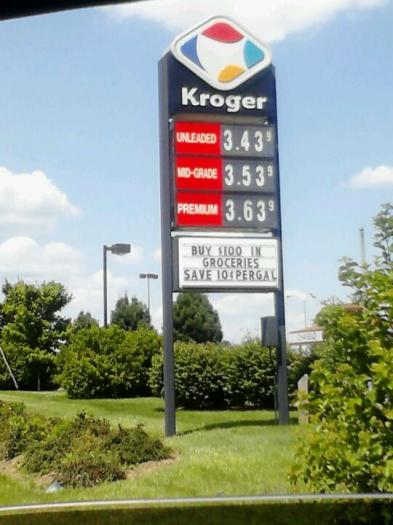 Kroger
UNLEADED 3.43 9
MID-GRADE 3.53 9
PREMIUM 3.63 9
BUY $100 IN
GROCERIES
SAVE 10¢PERGAL